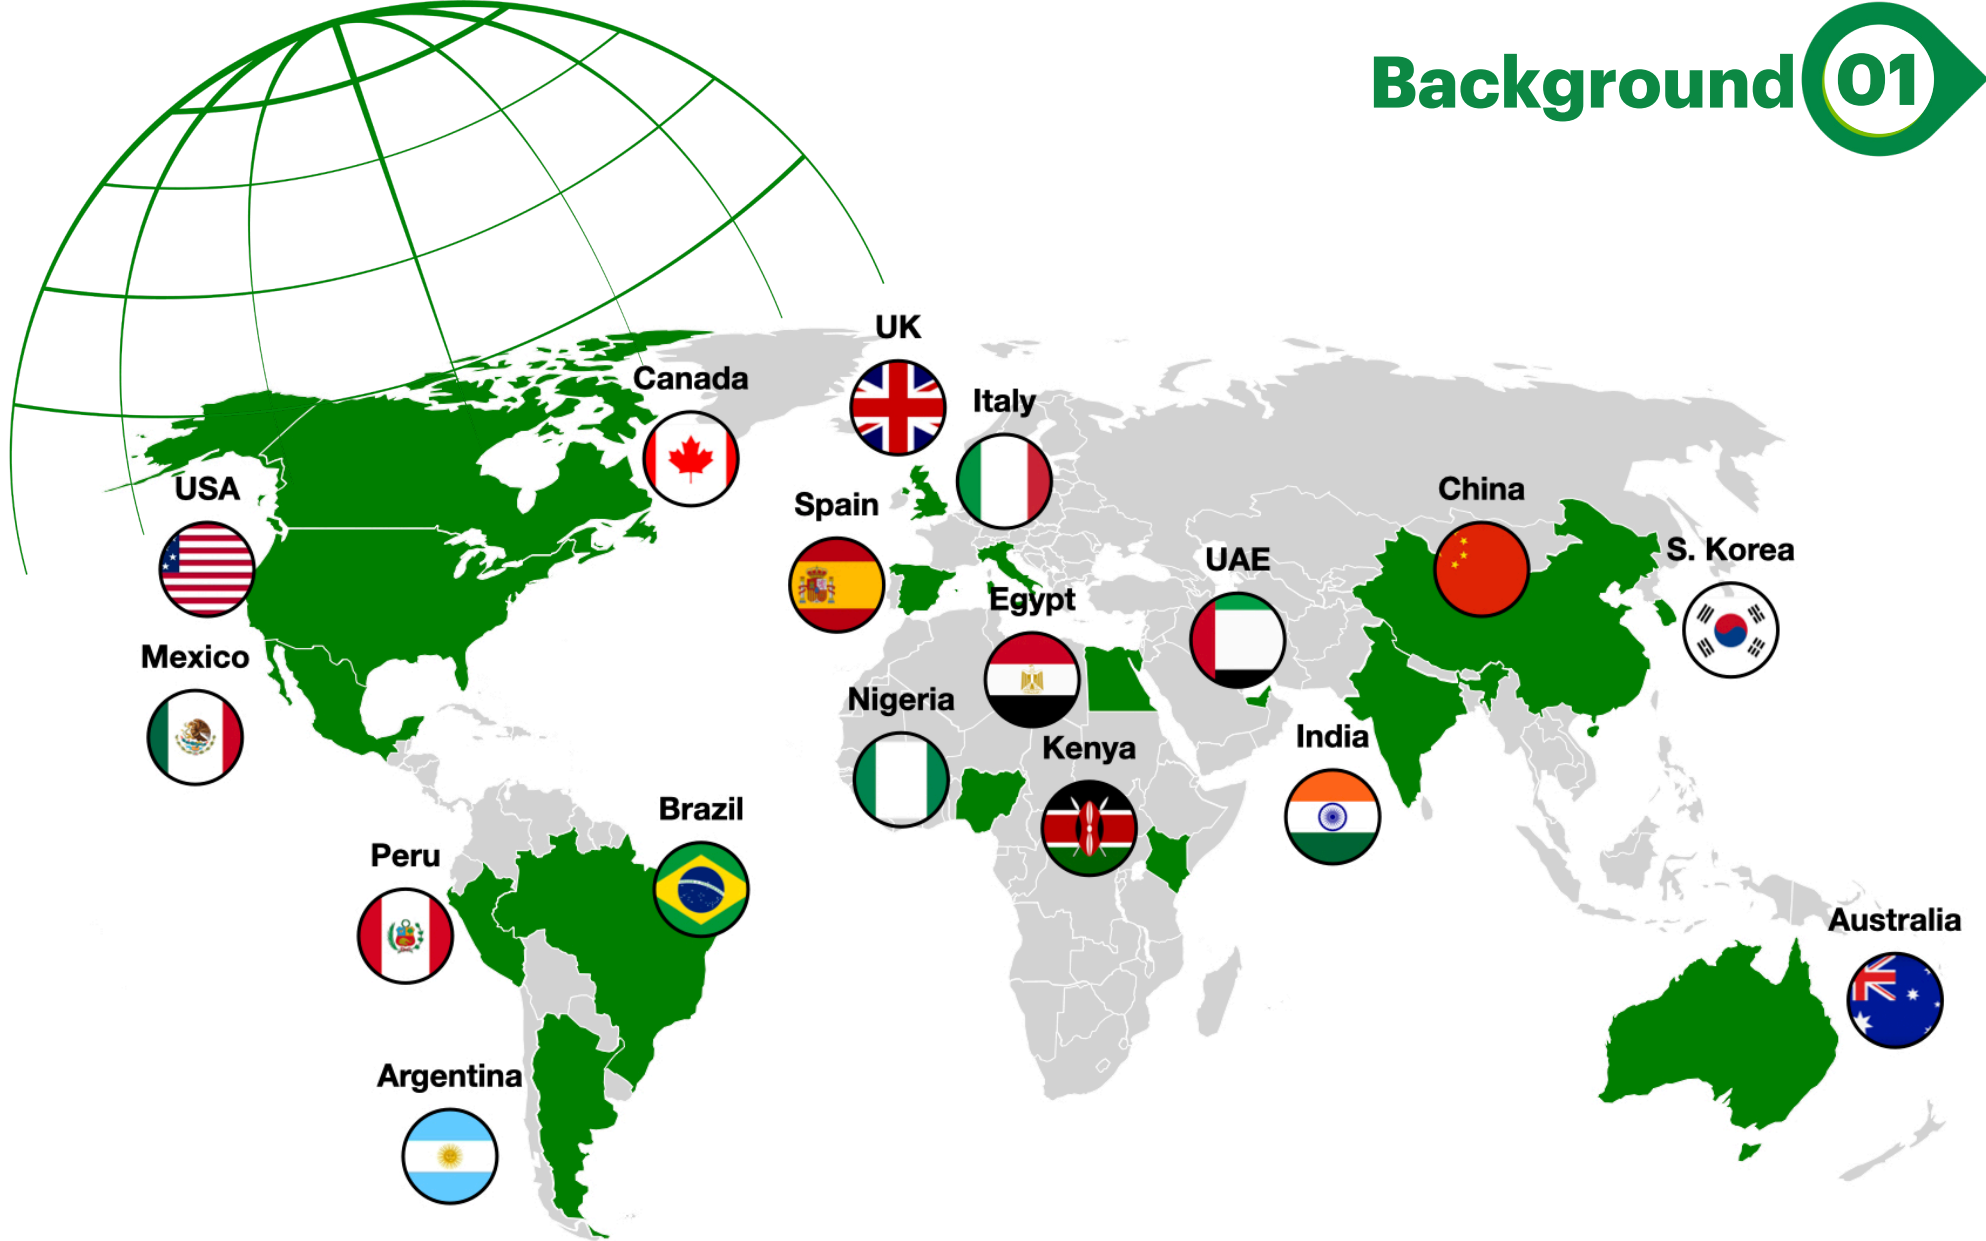 Background 01
UK
Canada
Italy
USA
Spain
China
S. Korea
UAE
Egypt
Mexico
Nigeria
India
Kenya
Brazil
Peru
Australia
Argentina